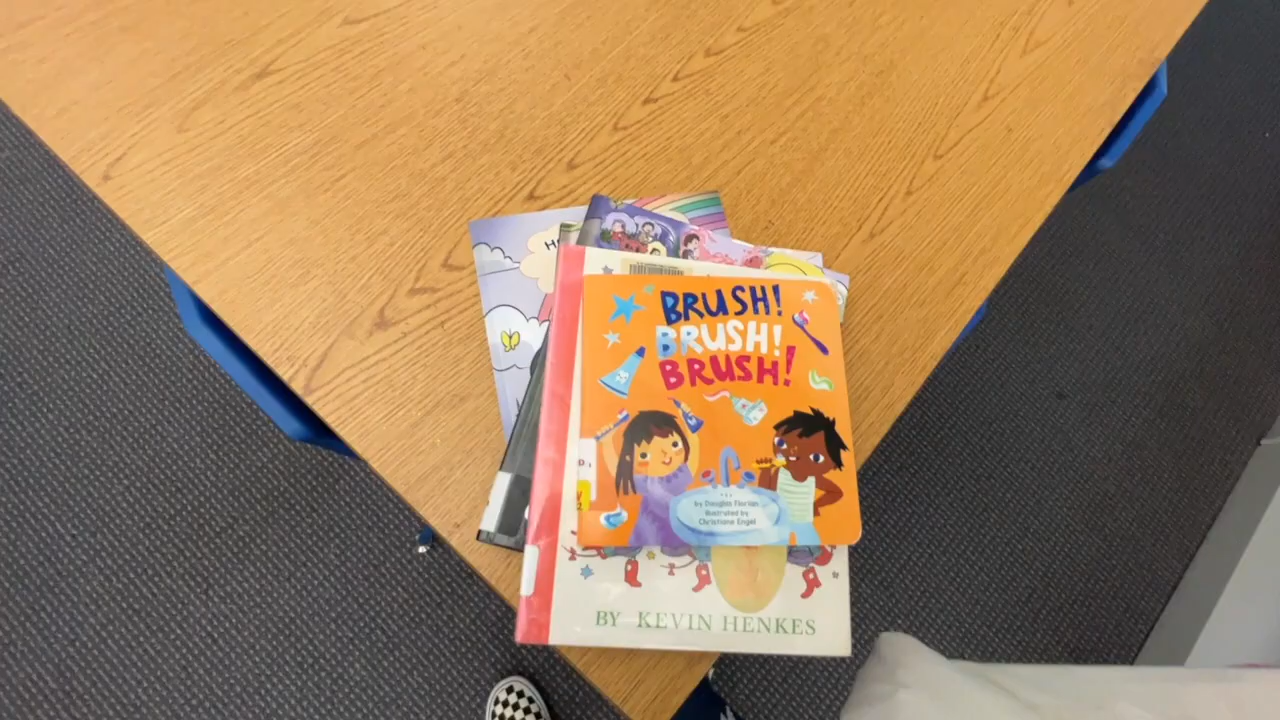 BRUSH!
BRUSH!
BRUSH!
by Douglas Florian
illustrated by
Christiane Engel
BY KEVIN HENKES